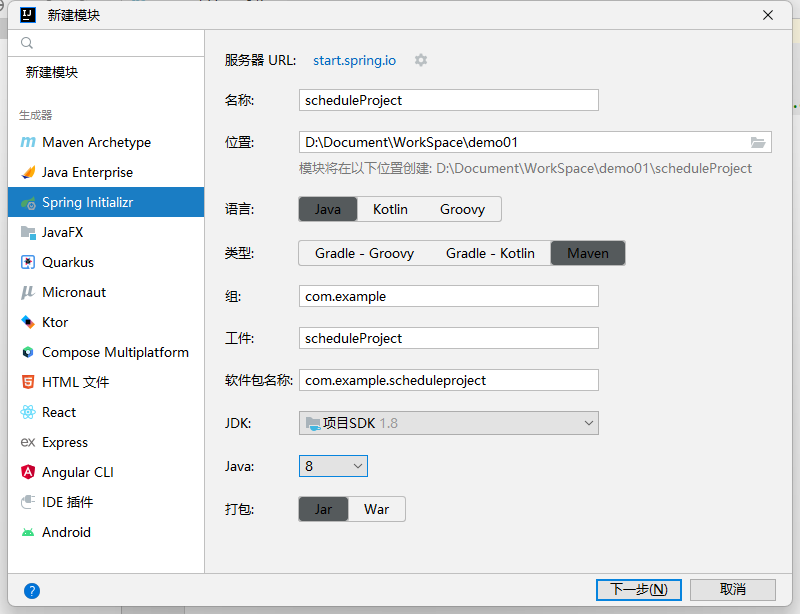 新建模块
新建模块
生成器
Maven Archetype
Java Enterprise
Spring Initializr
JavaFX
Quarkus
Micronaut
Ktor
Compose Multiplatform
HTML 文件
React
Express
Angular CLI
IDE 插件
Android
服务器 URL: start.spring.io
名称: scheduleProject
位置: D:\Document\WorkSpace\demo01
模块将在以下位置创建: D:\Document\WorkSpace\demo01\scheduleProject
语言: Java Kotlin Groovy
类型: Gradle - Groovy Gradle - Kotlin Maven
组: com.example
工件: scheduleProject
软件包名称: com.example.scheduleproject
JDK: 项目SDK 1.8
Java: 8
打包: Jar War
? 下一步(N) 取消